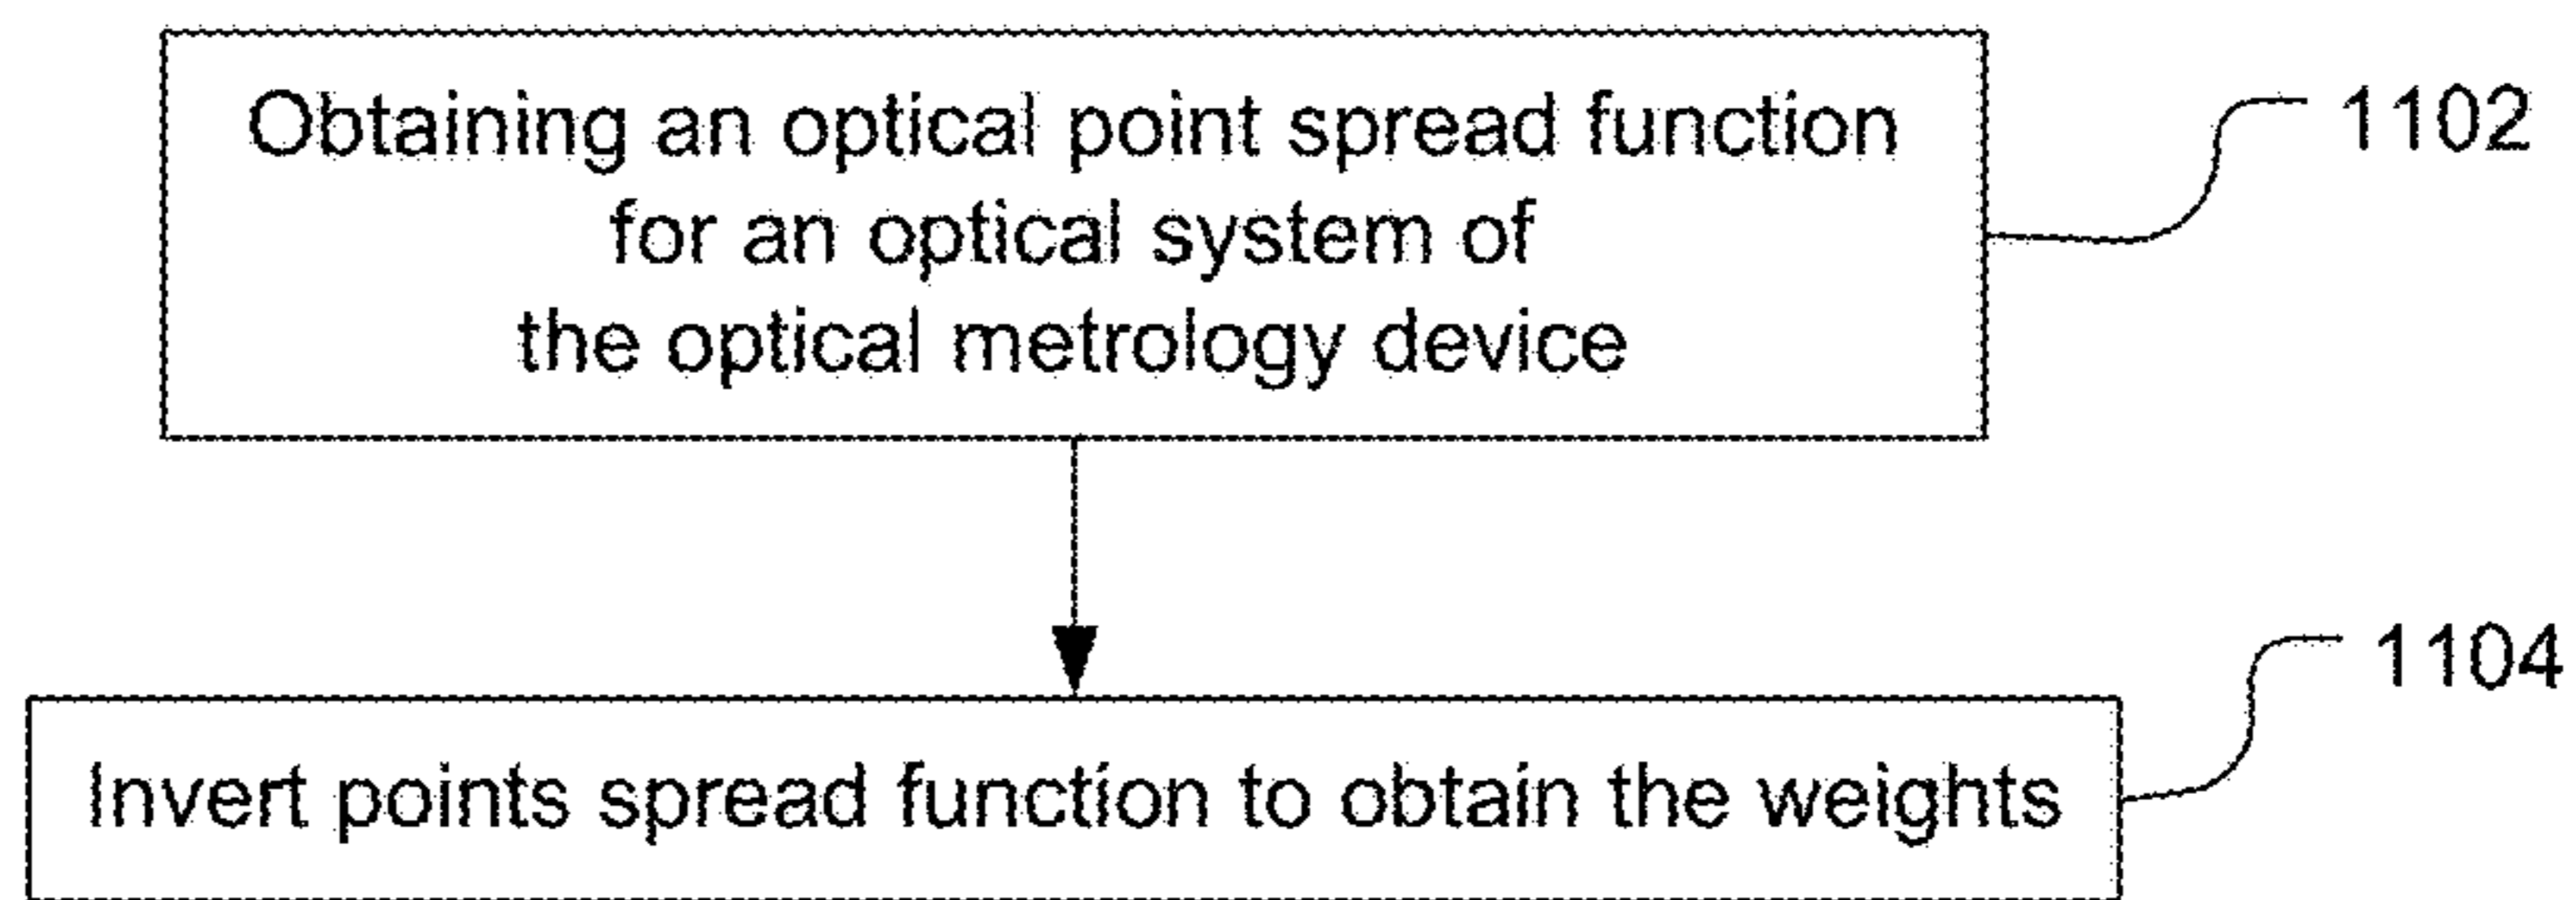 Obtaining an optical point spread function
for an optical system of
the optical metrology device
1102
Invert points spread function to obtain the weights
1104